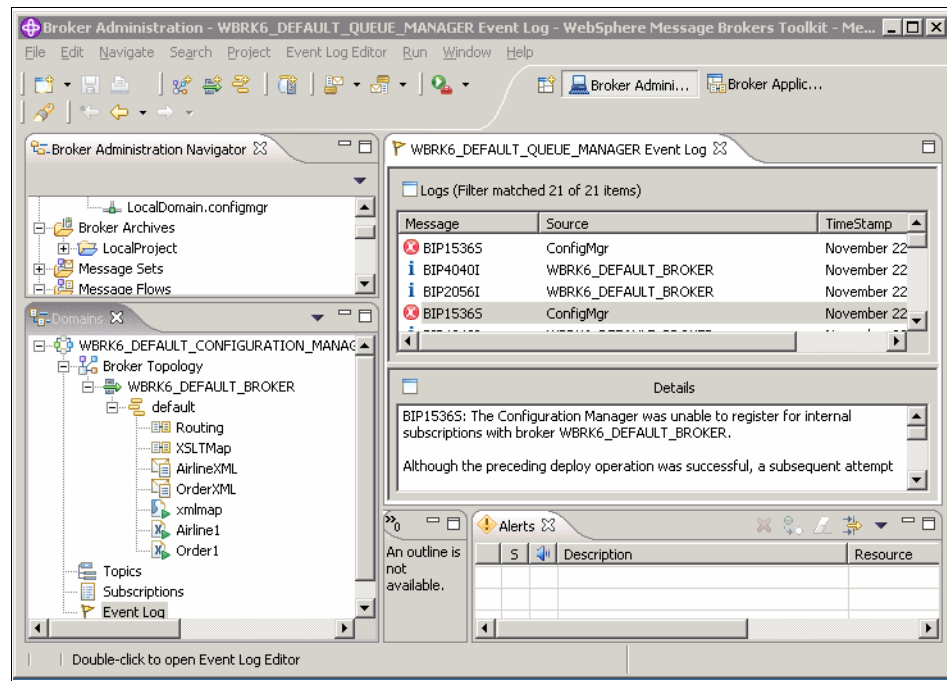 Broker Administration - WBRK6_DEFAULT_QUEUE_MANAGER Event Log - WebSphere Message Brokers Toolkit - Me...
File Edit Navigate Search Project Event Log Editor Run Window Help
Broker Admini... Broker Applic...
Broker Administration Navigator
LocalDomain.configmgr
Broker Archives
LocalProject
Message Sets
Message Flows
Domains
WBRK6_DEFAULT_CONFIGURATION_MANAG
Broker Topology
WBRK6_DEFAULT_BROKER
default
Routing
XSLTMap
AirlineXML
OrderXML
xmlmap
Airline1
Order1
Topics
Subscriptions
Event Log
WBRK6_DEFAULT_QUEUE_MANAGER Event Log
Logs (Filter matched 21 of 21 items)
Message Source TimeStamp
BIP1536S ConfigMgr November 22
BIP4040I WBRK6_DEFAULT_BROKER November 22
BIP2056I WBRK6_DEFAULT_BROKER November 22
BIP1536S ConfigMgr November 22
Details
BIP1536S: The Configuration Manager was unable to register for internal
subscriptions with broker WBRK6_DEFAULT_BROKER.
Although the preceding deploy operation was successful, a subsequent attempt
0
An outline is
not
available.
Alerts
S Description Resource
Double-click to open Event Log Editor